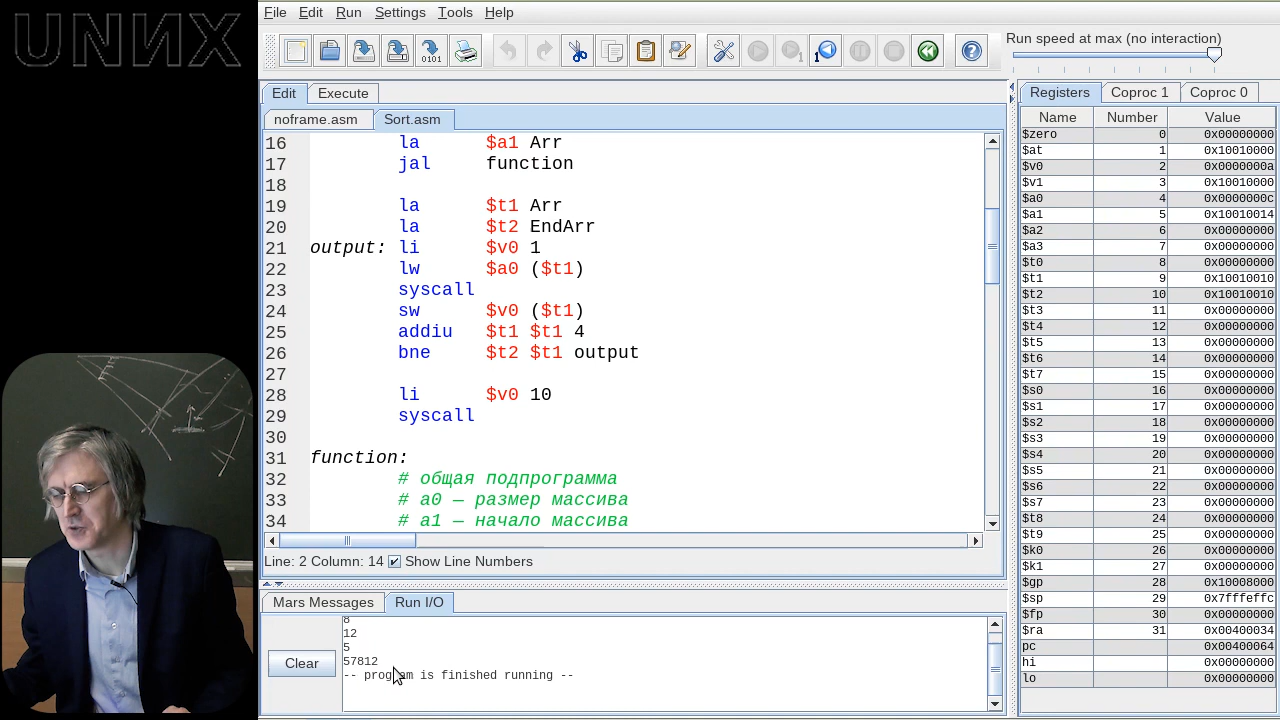 UNИX
File Edit Run Settings Tools Help
Run speed at max (no interaction)
Edit Execute
noframe.asm Sort.asm
16 la $a1 Arr
17 jal function
18
19 la $t1 Arr
20 la $t2 EndArr
21 output: li $v0 1
22 lw $a0 ($t1)
23 syscall
24 sw $v0 ($t1)
25 addiu $t1 $t1 4
26 bne $t2 $t1 output
27
28 li $v0 10
29 syscall
30
31 function:
32 # общая подпрограмма
33 # a0 — размер массива
34 # a1 — начало массива
Line: 2 Column: 14 Show Line Numbers
Mars Messages Run I/O
Clear
8
12
5
57812
-- program is finished running --
Registers Coproc 1 Coproc 0
Name Number Value
$zero 0 0x00000000
$at 1 0x10010000
$v0 2 0x00000000
$v1 3 0x10010000
$a0 4 0x0000000c
$a1 5 0x10010014
$a2 6 0x00000000
$a3 7 0x00000000
$t0 8 0x00000000
$t1 9 0x10010010
$t2 10 0x10010010
$t3 11 0x00000000
$t4 12 0x00000000
$t5 13 0x00000000
$t6 14 0x00000000
$t7 15 0x00000000
$s0 16 0x00000000
$s1 17 0x00000000
$s2 18 0x00000000
$s3 19 0x00000000
$s4 20 0x00000000
$s5 21 0x00000000
$s6 22 0x00000000
$s7 23 0x00000000
$t8 24 0x00000000
$t9 25 0x00000000
$k0 26 0x00000000
$k1 27 0x00000000
$gp 28 0x10008000
$sp 29 0x7fffeffc
$fp 30 0x00000000
$ra 31 0x00400034
pc 0x00400064
hi 0x00000000
lo 0x00000000